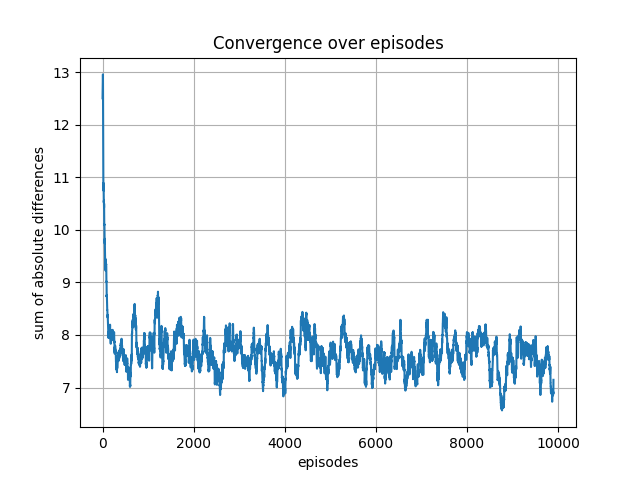 Convergence over episodes
sum of absolute differences
13
12
11
10
9
8
7
0 2000 4000 6000 8000 10000
episodes